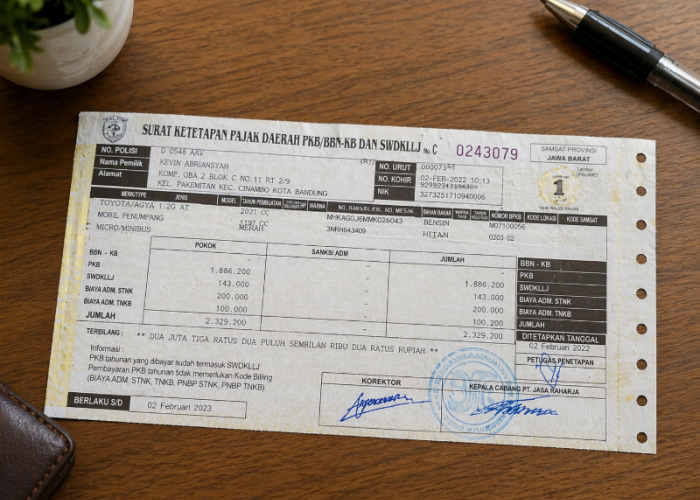 SURAT KETETAPAN PAJAK DAERAH PKB/BBN-KB DAN SWDKLLJ No. C 0243079
SAMSAT PROVINSI
JAWA BARAT
NO. POLISI D 0546 AAV
Nama Pemilik KEVIN ABRIANSYAH
Alamat KOMP. GBA 2 BLOK C NO.11 RT 2/9
KEL. PAKEMITAN KEC. CINAMBO KOTA BANDUNG
NO. URUT
NO. KOHIR 02-FEB-2022 10:13
NIK 3273251710940006
1
MERK/TYPE JENIS MODEL TAHUN PEMBUATAN WARNA NO. MESIN BAHAN BAKAR NOMOR BPKB KODE LOKASI KODE SAMSAT
TOYOTA/AGYA 1.2G AT 2021 CC MHKAGGJ6MMK026043 BENSIN M07100056
MOBIL PENUMPANG 1197 CC 3NRH643409 HITAM 0203 02
MICRO/MINIBUS MERAH
POKOK SANKSI ADM JUMLAH
BBN - KB - - - BBN - KB
PKB 1.886.200 - 1.886.200 PKB
SWDKLLJ 143.000 - 143.000 SWDKLLJ
BIAYA ADM. STNK 200.000 - 200.000 BIAYA ADM. STNK
BIAYA ADM. TNKB 100.000 - 100.200 BIAYA ADM. TNKB
JUMLAH 2.329.200 - 2.329.200 JUMLAH
TERBILANG : ** DUA JUTA TIGA RATUS DUA PULUH SEMBILAN RIBU DUA RATUS RUPIAH **
DITETAPKAN TANGGAL
02 Februari 2022
PETUGAS PENETAPAN
Informasi :
PKB tahunan yang dibayar sudah termasuk SWDKLLJ
Pembayaran PKB tahunan tidak memerlukan Kode Billing
(BIAYA ADM. STNK, TNKB, PNBP STNK, PNBP TNKB)
KOREKTOR
KEPALA CABANG PT. JASA RAHARJA
BERLAKU S/D 02 Februari 2023